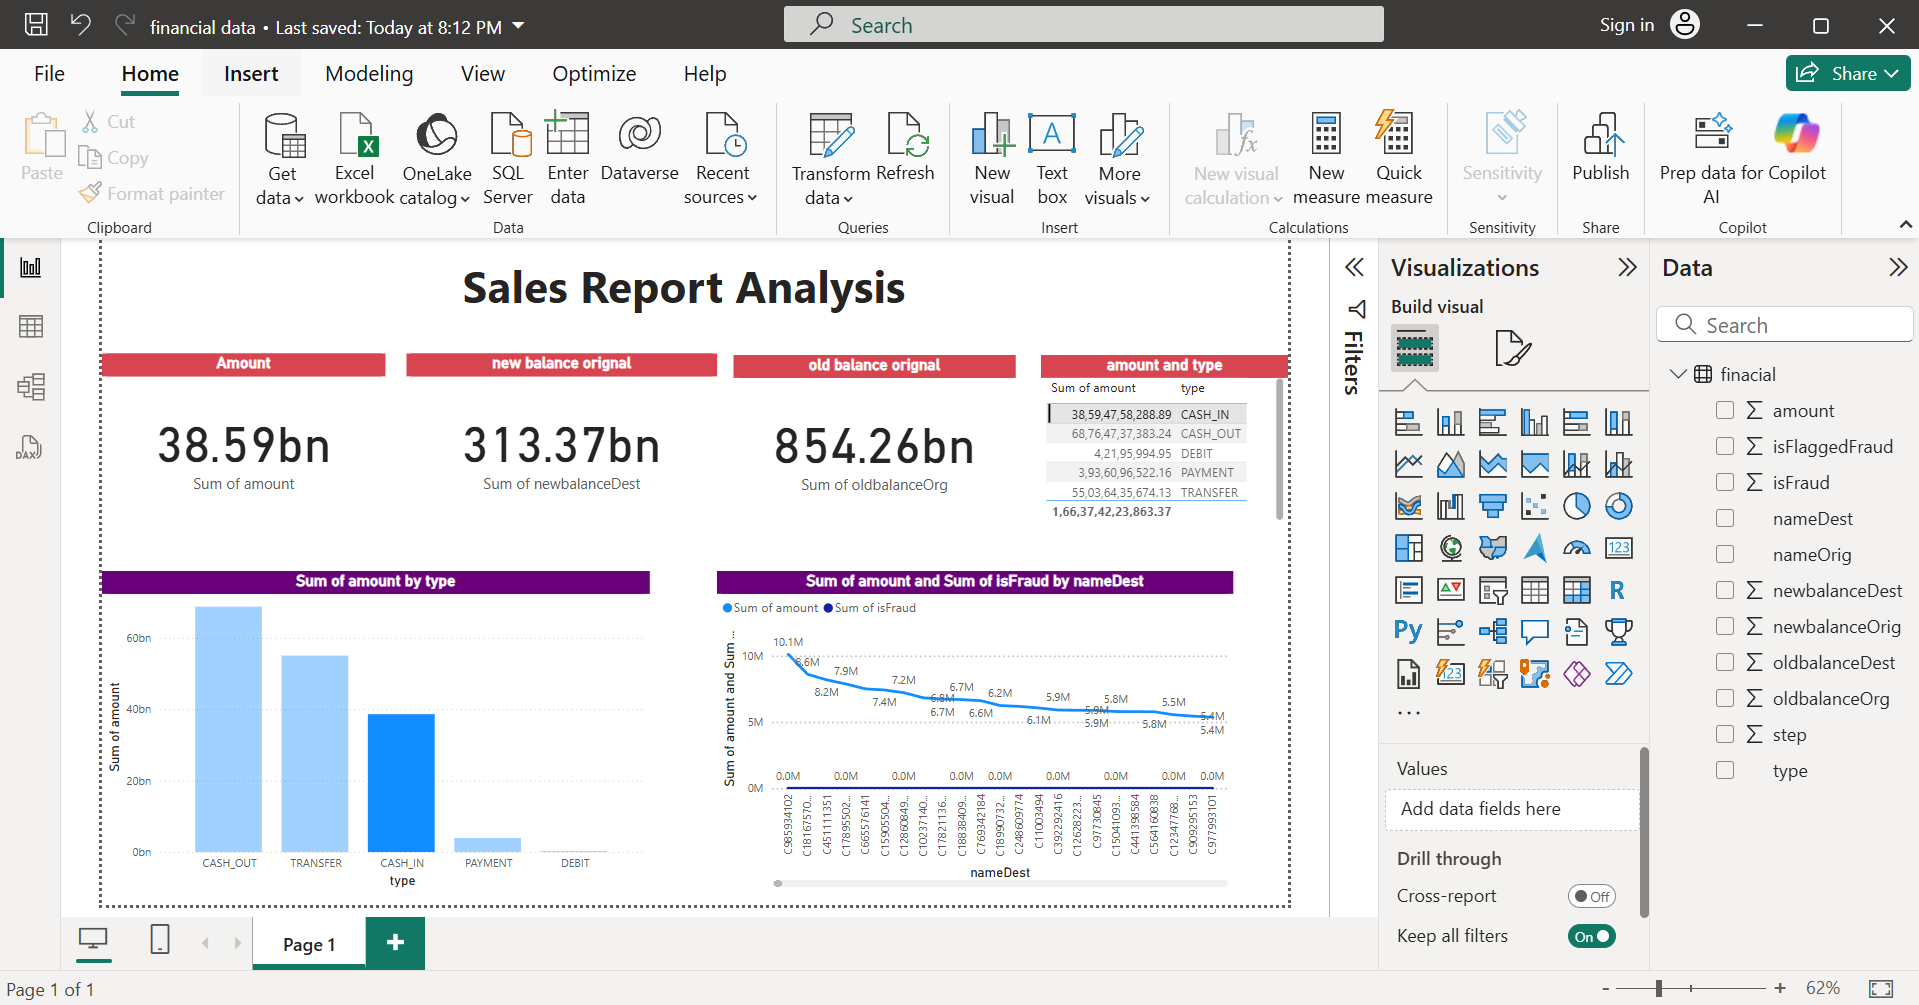 financial data • Last saved: Today at 8:12 PM
Search
Sign in
File
Home
Insert
Modeling
View
Optimize
Help
Share
Paste
Cut
Copy
Format painter
Clipboard
Get data
Excel workbook
OneLake catalog
SQL Server
Enter data
Dataverse
Recent sources
Data
Transform data
Refresh
Queries
New visual
Text box
More visuals
Insert
New visual calculation
New measure
Quick measure
Calculations
Sensitivity
Sensitivity
Publish
Share
Prep data for AI
Copilot
Copilot
DAX
Sales Report Analysis
Amount
38.59bn
Sum of amount
new balance orignal
313.37bn
Sum of newbalanceDest
old balance orignal
854.26bn
Sum of oldbalanceOrg
amount and type
Sum of amount type
38,59,47,58,288.89 CASH_IN
68,76,47,37,383.24 CASH_OUT
4,21,95,994.95 DEBIT
3,93,60,96,522.16 PAYMENT
55,03,64,35,674.13 TRANSFER
1,66,37,42,23,863.37
Sum of amount by type
Sum of amount
60bn
40bn
20bn
0bn
CASH_OUT TRANSFER CASH_IN PAYMENT DEBIT
type
Sum of amount and Sum of isFraud by nameDest
Sum of amount Sum of isFraud
Sum of amount and Sum ...
10M
5M
0M
10.1M
8.6M
8.2M
7.9M
7.4M
7.2M
6.8M
6.7M
6.7M
6.6M
6.2M
6.1M
5.9M
5.9M
5.9M
5.8M
5.8M
5.5M
5.4M
5.4M
0.0M 0.0M 0.0M 0.0M 0.0M 0.0M 0.0M 0.0M 0.0M
C985934102
C18167570...
C451111351
C17895502...
C665576141
C15905504...
C12860849...
C10237140...
C17821136...
C18838409...
C769342184
C18990732...
C248609774
C11003494
C392292416
C12628223...
C97730845
C15041093...
C441398584
C564160838
C12347768...
C909295153
C977993101
nameDest
Filters
Visualizations
Build visual
123
R
Py
123
...
Values
Add data fields here
Drill through
Cross-report
Off
Keep all filters
On
Data
Search
finacial
amount
isFlaggedFraud
isFraud
nameDest
nameOrig
newbalanceDest
newbalanceOrig
oldbalanceDest
oldbalanceOrg
step
type
Page 1
Page 1 of 1
62%